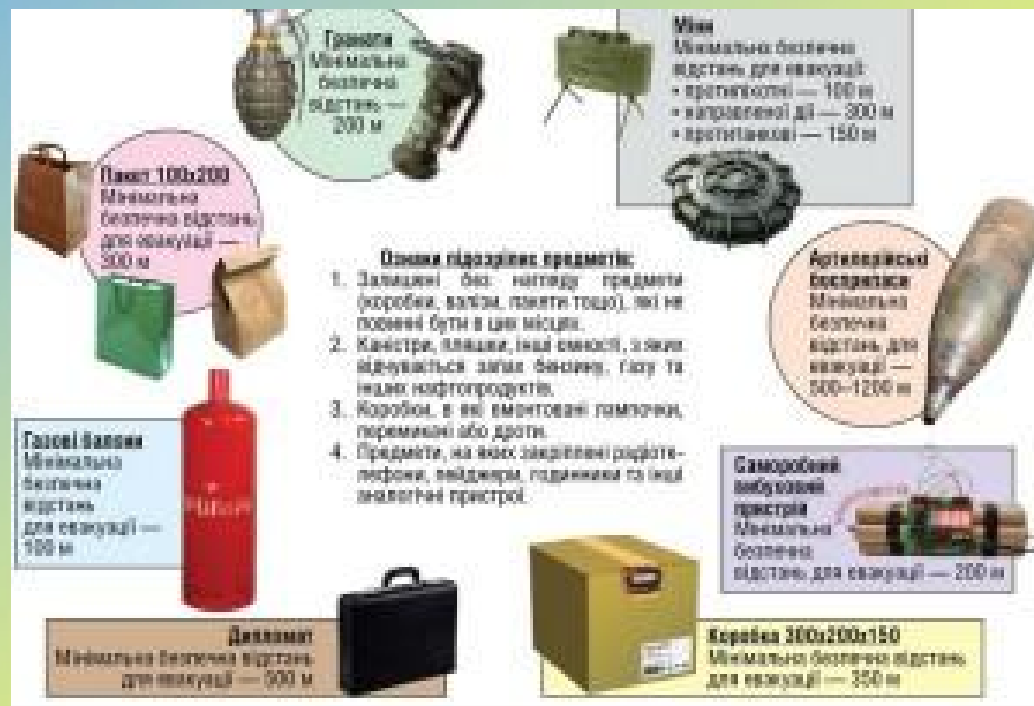 Гранати
Мінімальна
безпечна
відстань —
200 м
Міни
Мінімальна безпечна
відстань для евакуації:
• протипіхотні — 100 м
• направленої дії — 300 м
• протитанкові — 150 м
Пакет 100х200
Мінімальна
безпечна відстань
для евакуації —
300 м
Ознаки підозрілих предметів:
1. Залишені без нагляду предмети
(коробки, валізи, пакети тощо), які не
повинні бути в цих місцях.
2. Каністри, пляшки, інші ємності, з яких
відчувається запах бензину, газу та
інших нафтопродуктів.
3. Коробки, в які вмонтовані лампочки,
перемикачі або дроти.
4. Предмети, на яких закріплені радіоте-
лефони, пейджери, годинники та інші
аналогічні пристрої.
Артилерійські
боєприпаси
Мінімальна
безпечна
відстань для
евакуації —
500–1200 м
Газові балони
Мінімальна
безпечна
відстань
для евакуації —
100 м
Саморобний
вибуховий
пристрій
Мінімальна
безпечна
відстань для евакуації — 200 м
Дипломат
Мінімальна безпечна відстань
для евакуації — 500 м
Коробка 300х200х150
Мінімальна безпечна відстань
для евакуації — 350 м